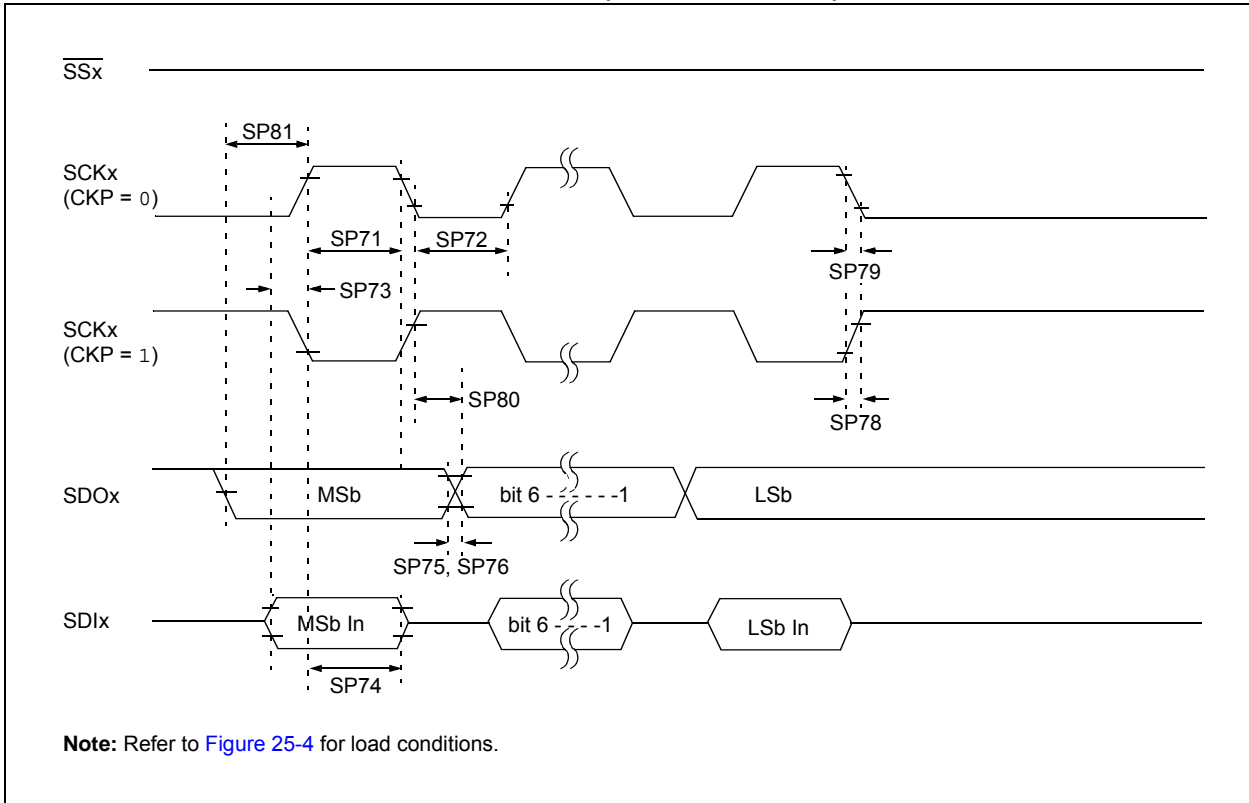 SSx
SP81
SCKx
(CKP = 0)
SP71
SP72
SP79
SP73
SCKx
(CKP = 1)
SP80
SP78
SDOx
MSb
bit 6 - - - - - -1
LSb
SP75, SP76
SDIx
MSb In
bit 6 - - - -1
LSb In
SP74
Note: Refer to Figure 25-4 for load conditions.